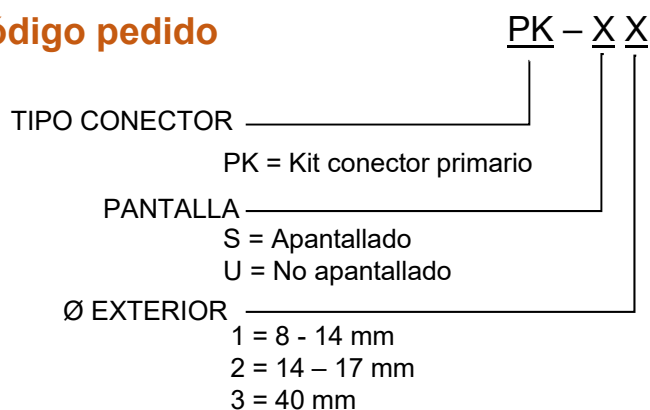 ódigo pedido
PK – X X
TIPO CONECTOR
PK = Kit conector primario
PANTALLA
S = Apantallado
U = No apantallado
Ø EXTERIOR
1 = 8 - 14 mm
2 = 14 – 17 mm
3 = 40 mm